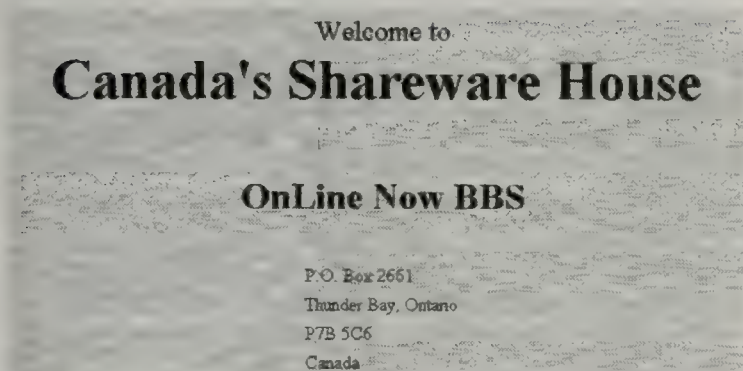 Welcome to
Canada's Shareware House
OnLine Now BBS
P.O. Box 2661
Thunder Bay, Ontario
P7B 5C6
Canada